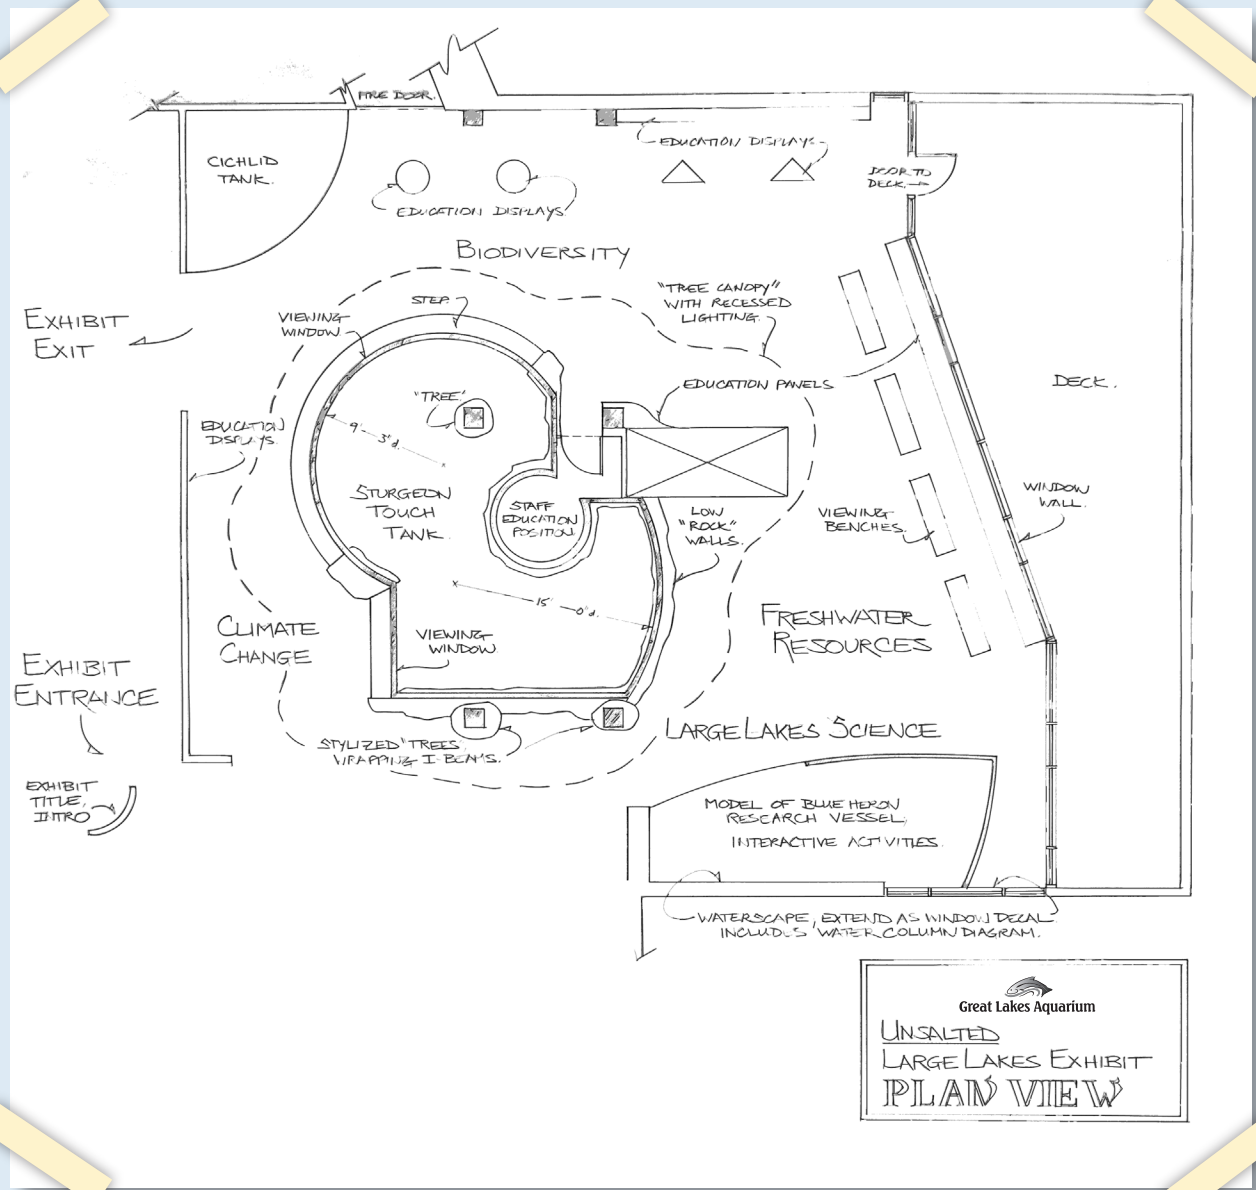 FIRE DOOR.
CICHLID
TANK.
EDUCATION DISPLAYS
EDUCATION DISPLAYS
DOOR TO
DECK.
BIODIVERSITY
EXHIBIT
EXIT
VIEWING
WINDOW
STEP
"TREE CANOPY"
WITH RECESSED
LIGHTING.
EDUCATION PANELS
DECK.
"TREE"
EDUCATION
DISPLAYS.
9' 3"d.
STURGEON
TOUCH
TANK.
STAFF
EDUCATION
POSITION
LOW
"ROCK"
WALLS.
VIEWING
BENCHES.
WINDOW
WALL.
15' 0"d.
CLIMATE
CHANGE
VIEWING
WINDOW
FRESHWATER
RESOURCES
EXHIBIT
ENTRANCE
LARGE LAKES SCIENCE
STYLIZED "TREES
WRAPPING I-BEAMS.
EXHIBIT
TITLE,
INTRO
MODEL OF BLUE HERON
RESEARCH VESSEL,
INTERACTIVE ACTIVITIES.
WATERSCAPE, EXTEND AS WINDOW DECAL.
INCLUDES WATER COLUMN DIAGRAM.
Great Lakes Aquarium
UNSALTED
LARGE LAKES EXHIBIT
PLAN VIEW